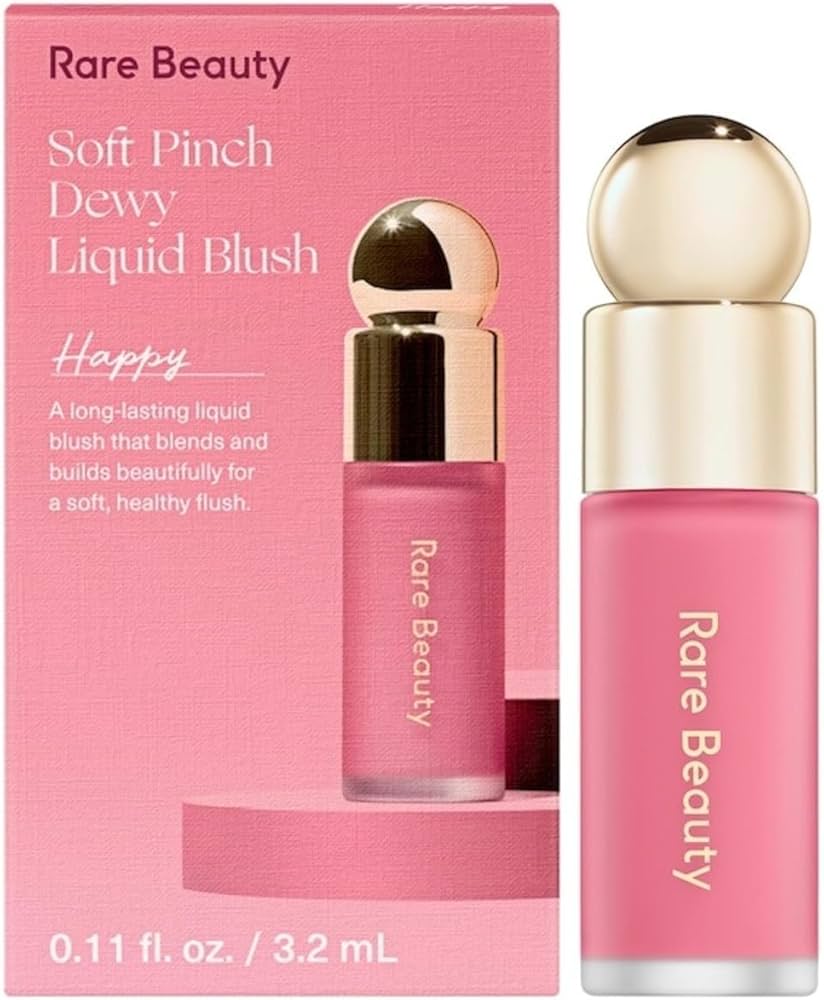 Rare Beauty
Soft Pinch
Dewy
Liquid Blush
Happy
A long-lasting liquid
blush that blends and
builds beautifully for
a soft, healthy flush.
Rare Beauty
0.11 fl. oz. / 3.2 mL
Rare Beauty